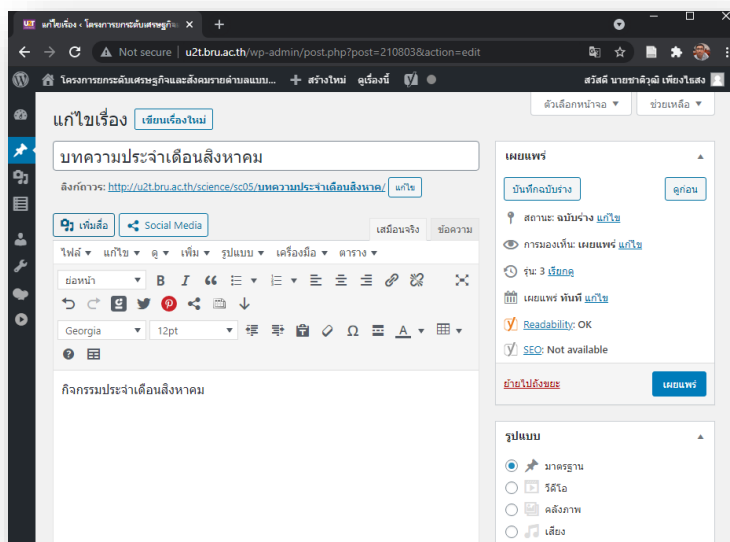 U2T แก้ไขเรื่อง ‹ โครงการยกระดับเศรษฐกิจแ
Not secure u2t.bru.ac.th/wp-admin/post.php?post=210803&action=edit
โครงการยกระดับเศรษฐกิจและสังคมรายตำบลแบบ... + สร้างใหม่ ดูเรื่องนี้ สวัสดี นายชาติวุฒิ เพียงไธสง
ตัวเลือกหน้าจอ ▼ ช่วยเหลือ ▼
แก้ไขเรื่อง เขียนเรื่องใหม่
บทความประจำเดือนสิงหาคม
ลิงก์ถาวร: http://u2t.bru.ac.th/science/sc05/บทความประจำเดือนสิงหาค/ แก้ไข
เพิ่มสื่อ Social Media
เสมือนจริง ข้อความ
ไฟล์ ▼ แก้ไข ▼ ดู ▼ เพิ่ม ▼ รูปแบบ ▼ เครื่องมือ ▼ ตาราง ▼
ย่อหน้า ▼ B I
Georgia ▼ 12pt ▼ Ω A
กิจกรรมประจำเดือนสิงหาคม
เผยแพร่
บันทึกฉบับร่าง ดูก่อน
สถานะ: ฉบับร่าง แก้ไข
การมองเห็น: เผยแพร่ แก้ไข
รุ่น: 3 เรียกดู
เผยแพร่ ทันที แก้ไข
Readability: OK
SEO: Not available
ย้ายไปถังขยะ เผยแพร่
รูปแบบ
มาตรฐาน
วีดีโอ
คลังภาพ
เสียง